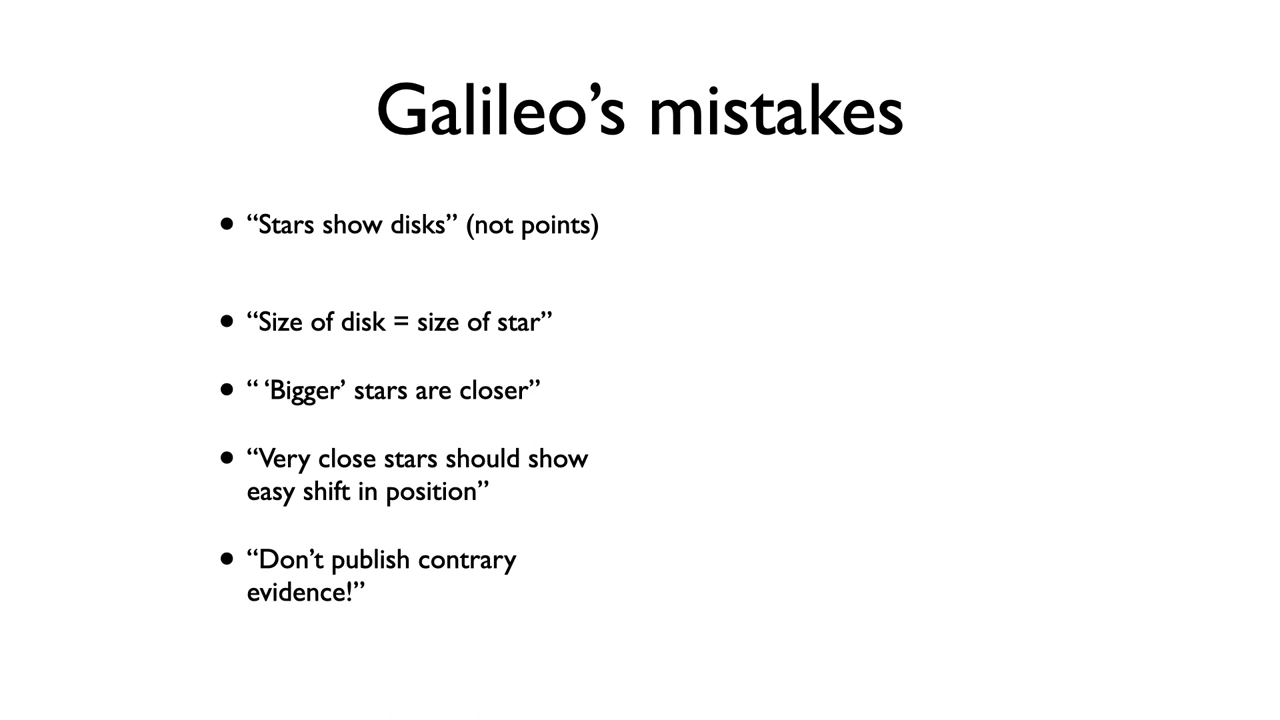 Galileo’s mistakes
• “Stars show disks” (not points)
• “Size of disk = size of star”
• “ ‘Bigger’ stars are closer”
• “Very close stars should show
easy shift in position”
• “Don’t publish contrary
evidence!”